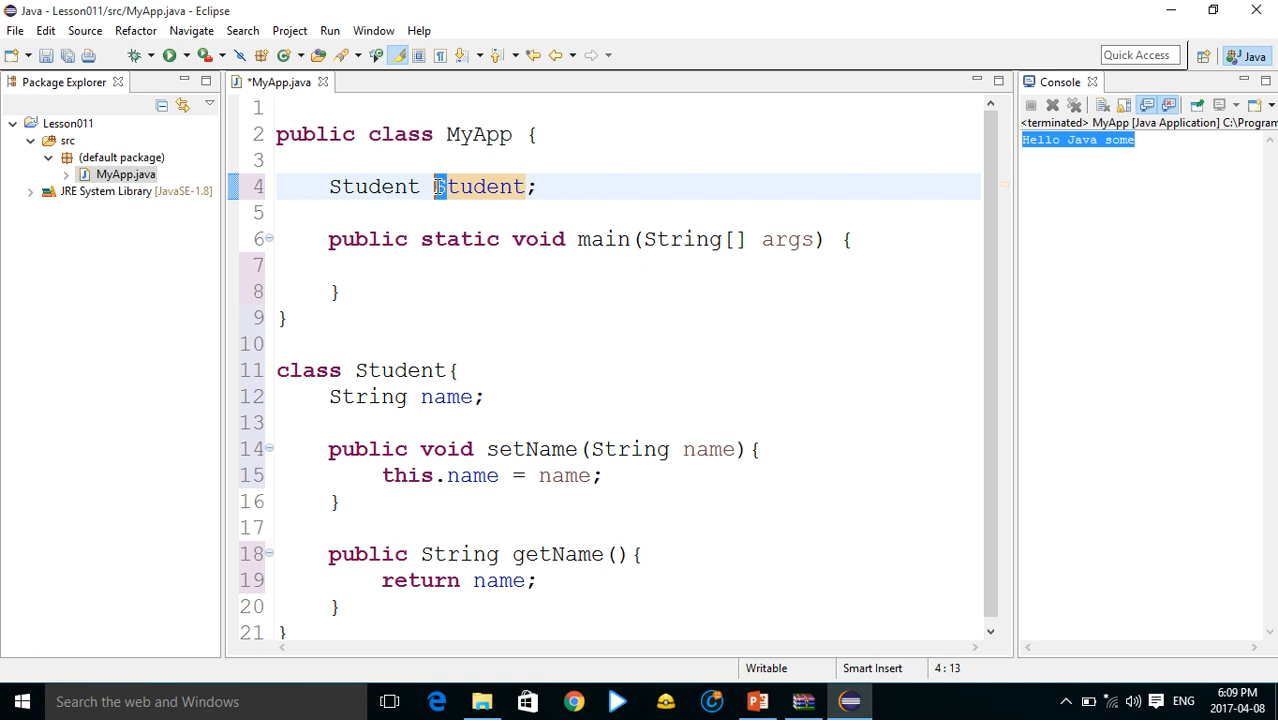 Java - Lesson011/src/MyApp.java - Eclipse
File Edit Source Refactor Navigate Search Project Run Window Help
Quick Access Java
Package Explorer
Lesson011
src
(default package)
MyApp.java
JRE System Library [JavaSE-1.8]
*MyApp.java
1
2 public class MyApp {
3
4 Student Student;
5
6 public static void main(String[] args) {
7
8 }
9 }
10
11 class Student{
12 String name;
13
14 public void setName(String name){
15 this.name = name;
16 }
17
18 public String getName(){
19 return name;
20 }
21 }
Console
<terminated> MyApp [Java Application] C:\Program
Hello Java some
Writable Smart Insert 4 : 13
Search the web and Windows
ENG
6:09 PM
2017-04-08